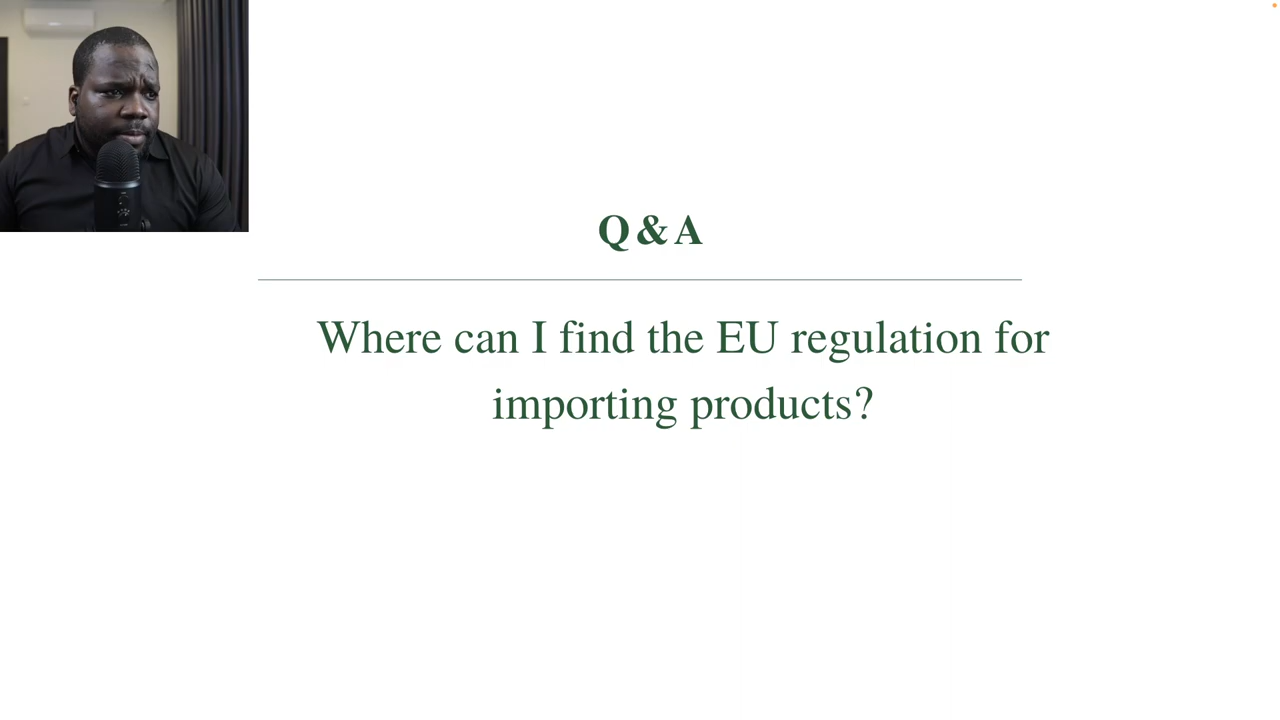 Q & A
Where can I find the EU regulation for
importing products?